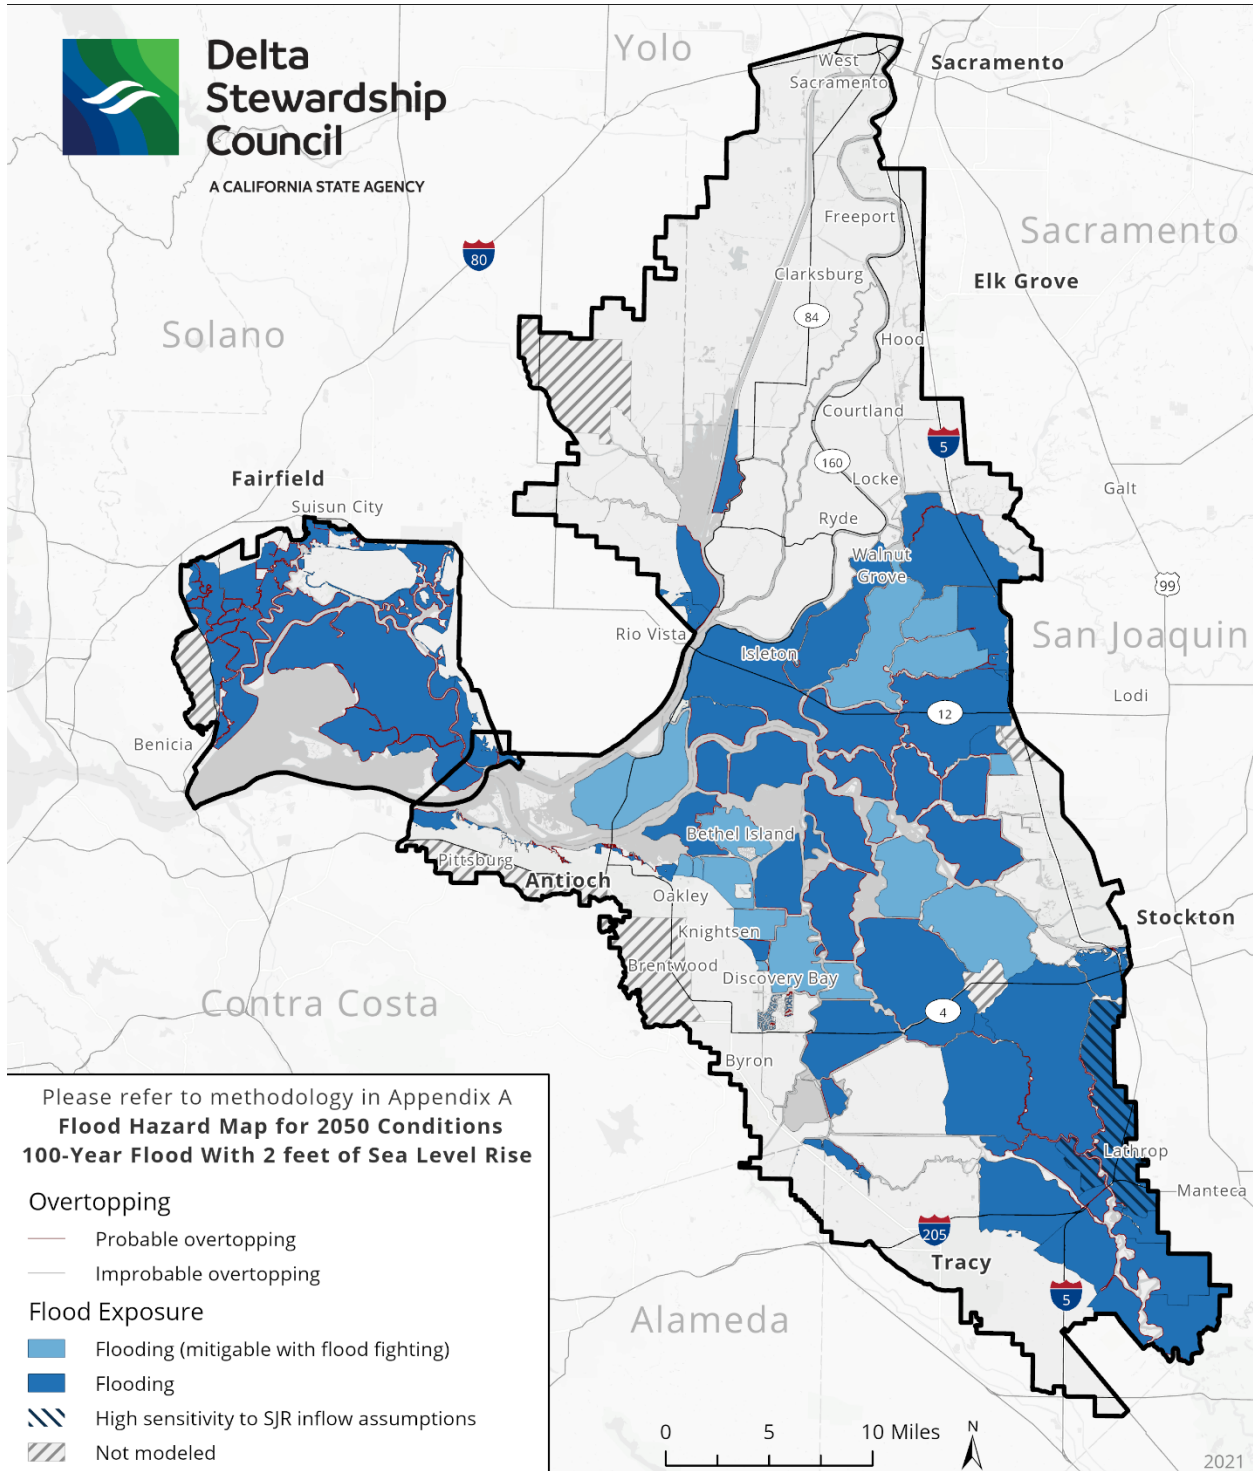 Delta
Stewardship
Council
A CALIFORNIA STATE AGENCY
Yolo
West
Sacramento
Sacramento
Freeport
Sacramento
80
Clarksburg
Elk Grove
84
Solano
Hood
Courtland
5
160
Locke
Fairfield
Suisun City
Galt
Ryde
Walnut
Grove
99
Rio Vista
San Joaquin
Isleton
Lodi
12
Benicia
Bethel Island
Pittsburg
Antioch
Oakley
Stockton
Knightsen
Brentwood
Discovery Bay
Contra Costa
4
Byron
Lathrop
Manteca
205
Tracy
5
Alameda
Please refer to methodology in Appendix A
Flood Hazard Map for 2050 Conditions
100-Year Flood With 2 feet of Sea Level Rise
Overtopping
Probable overtopping
Improbable overtopping
Flood Exposure
Flooding (mitigable with flood fighting)
Flooding
High sensitivity to SJR inflow assumptions
Not modeled
0 5 10 Miles
N
2021